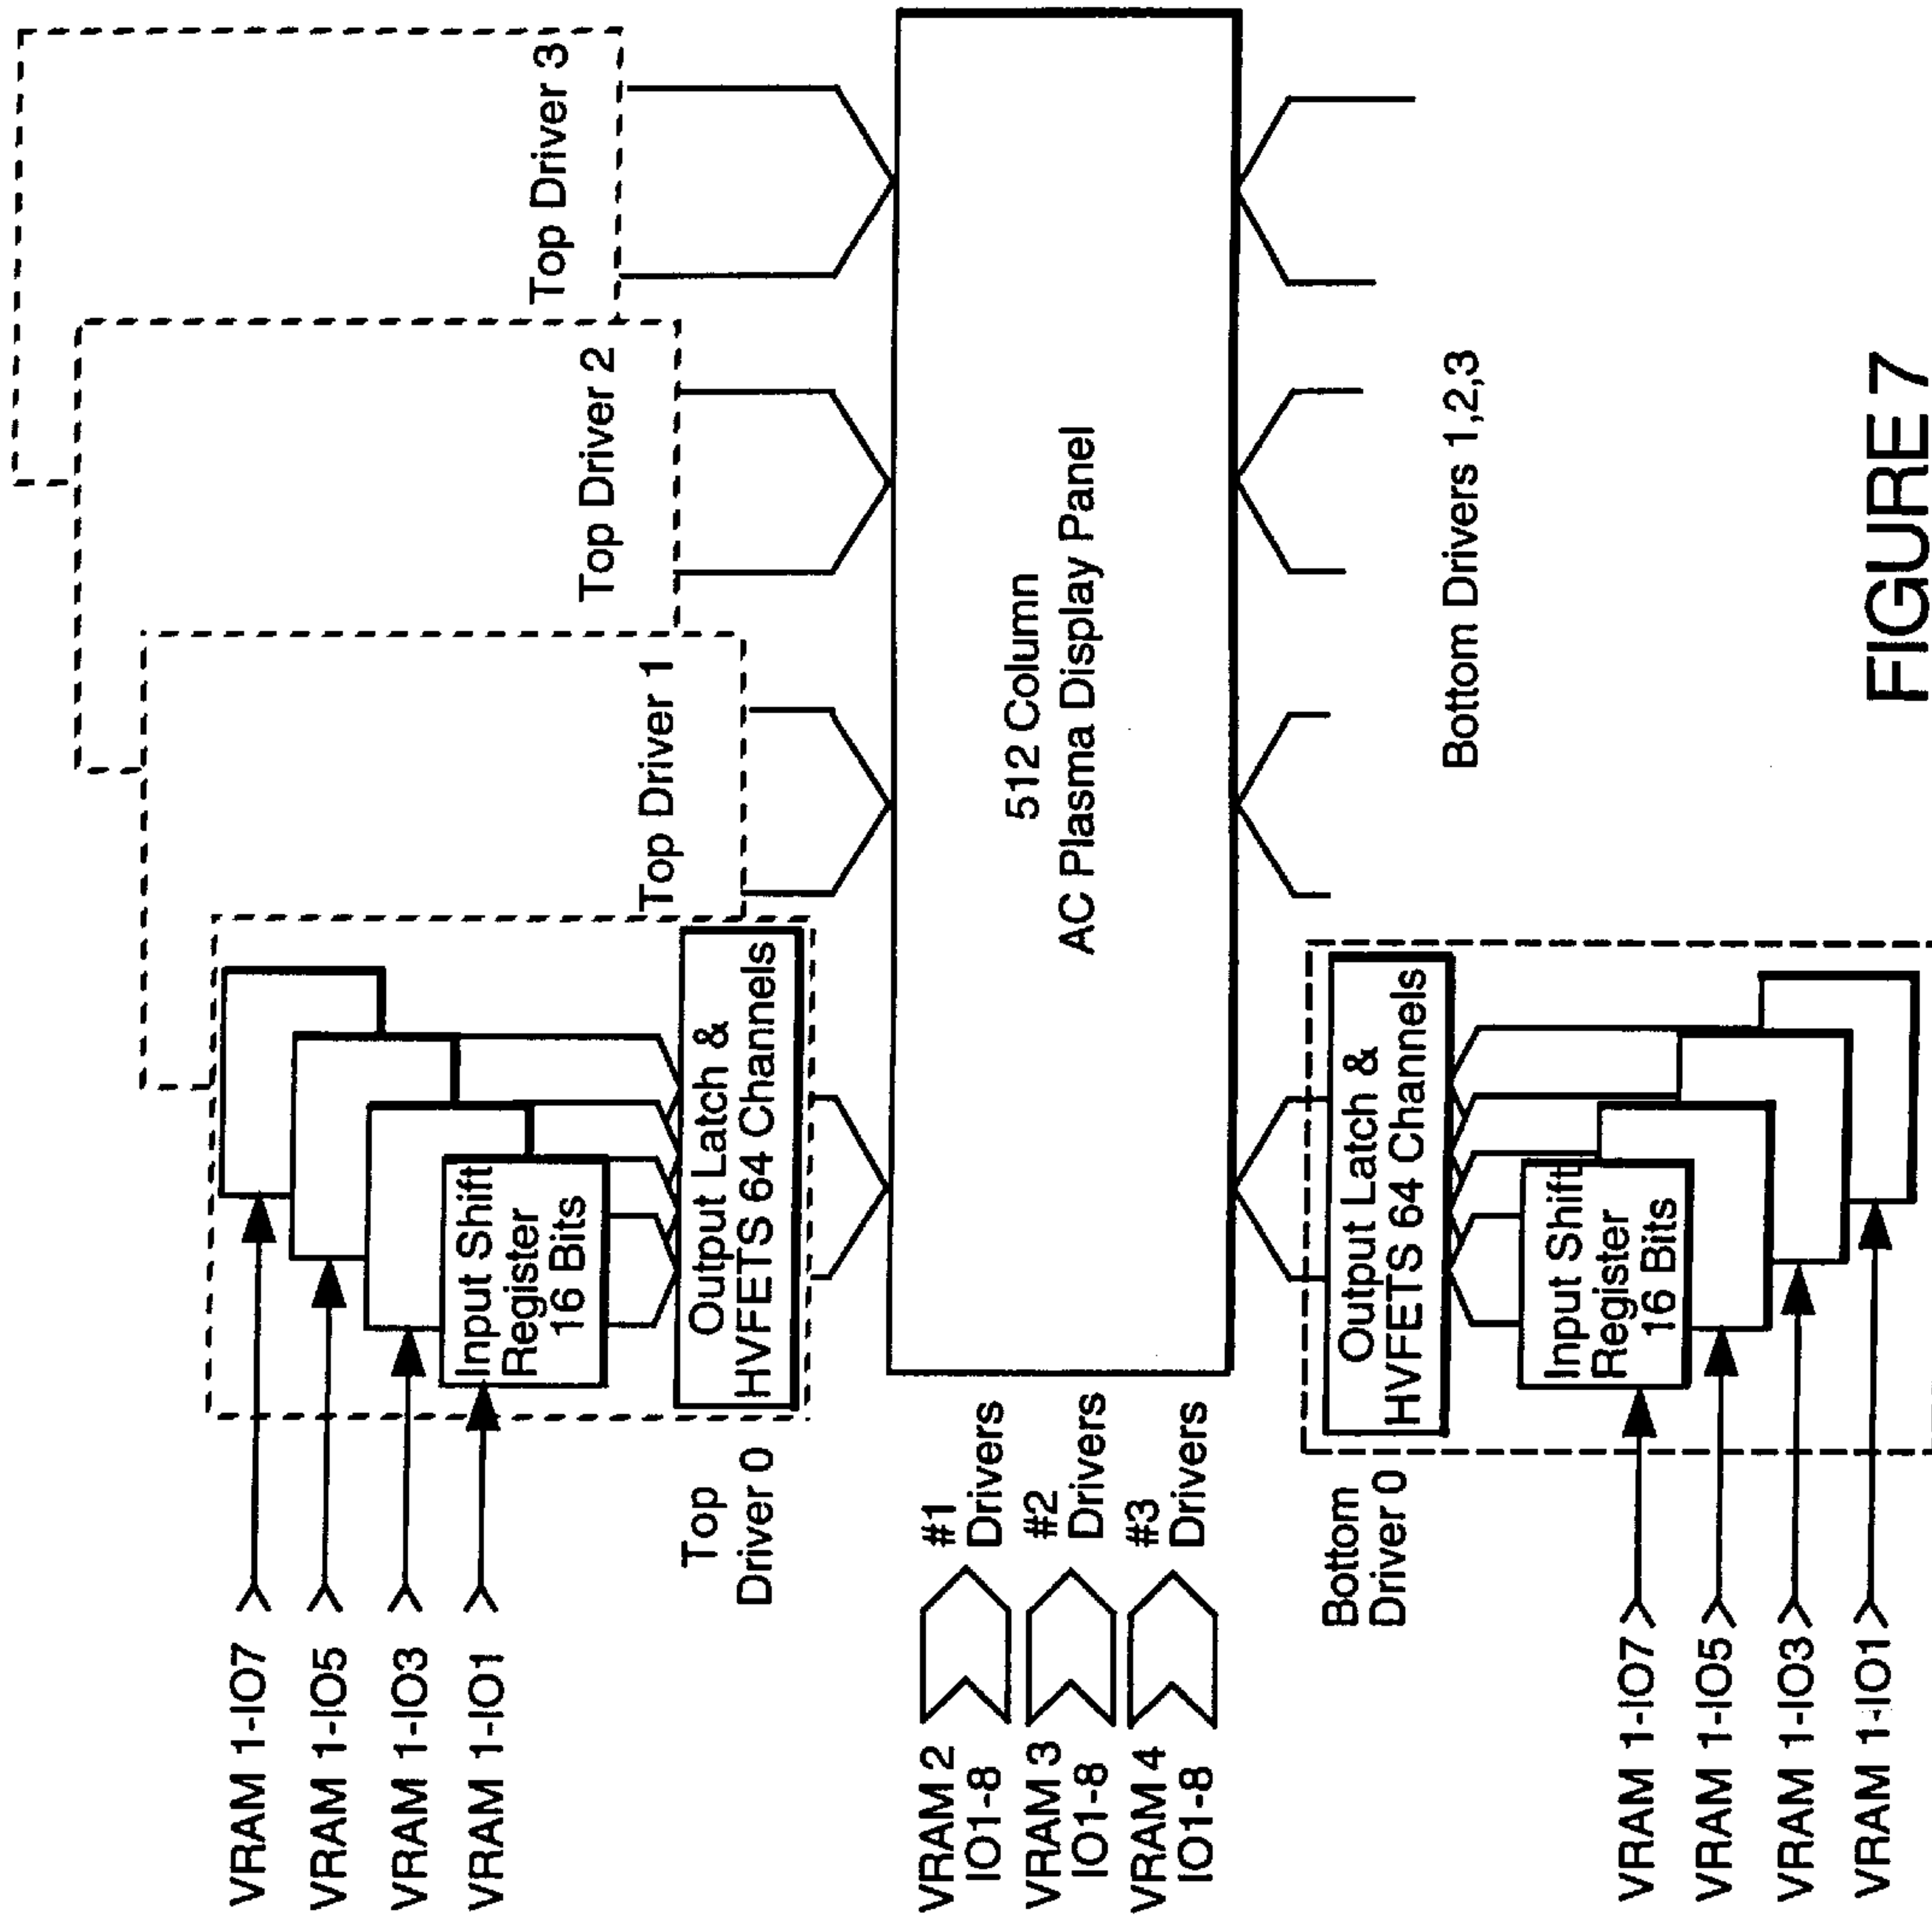 VRAM 1-IO7
VRAM 1-IO5
VRAM 1-IO3
VRAM 1-IO1
Input Shift
Register
16 Bits
Top
Driver 0
Output Latch &
HVFETS 64 Channels
Top Driver 1
Top Driver 2
Top Driver 3
VRAM 2
IO1-8
#1
Drivers
VRAM 3
IO1-8
#2
Drivers
VRAM 4
IO1-8
#3
Drivers
512 Column
AC Plasma Display Panel
Bottom
Driver 0
Output Latch &
HVFETS 64 Channels
Bottom Drivers 1,2,3
Input Shift
Register
16 Bits
VRAM 1-IO7
VRAM 1-IO5
VRAM 1-IO3
VRAM 1-IO1
FIGURE 7